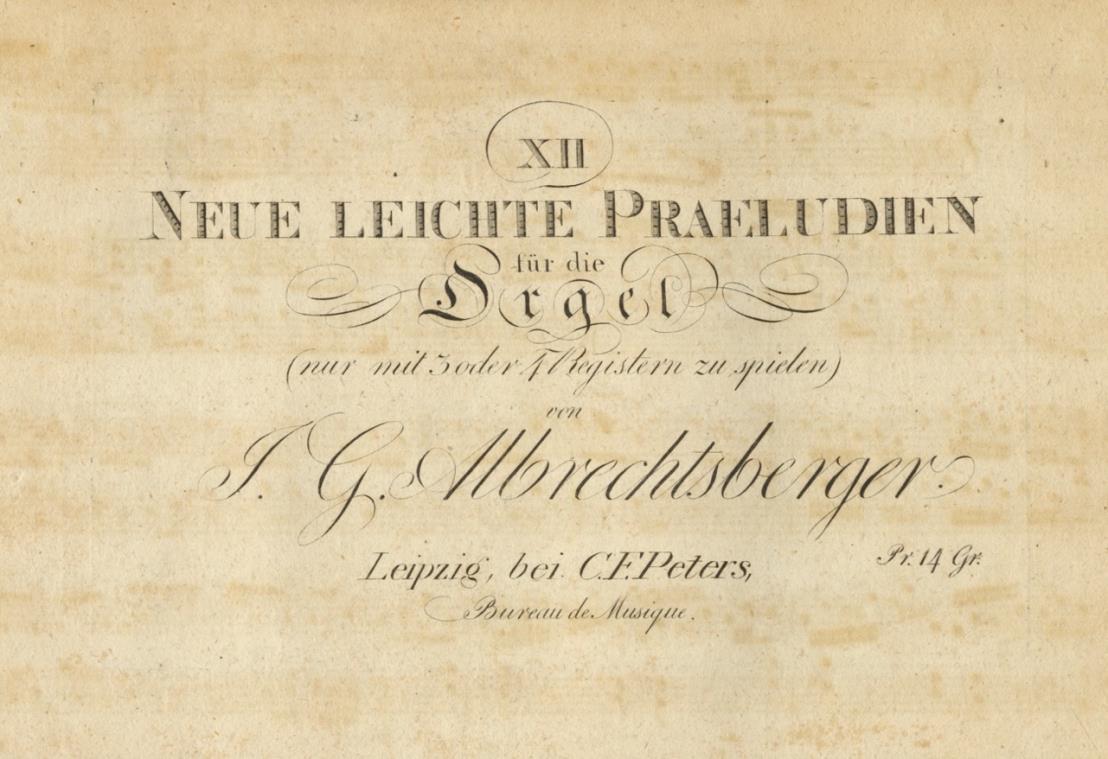 XII
NEUE LEICHTE PRAELUDIEN
für die
Orgel
(nur mit 3 oder 4 Registern zu spielen)
von
J. G. Albrechtsberger.
Leipzig, bei C.F. Peters,
Pr. 14 Gr.
Bureau de Musique.